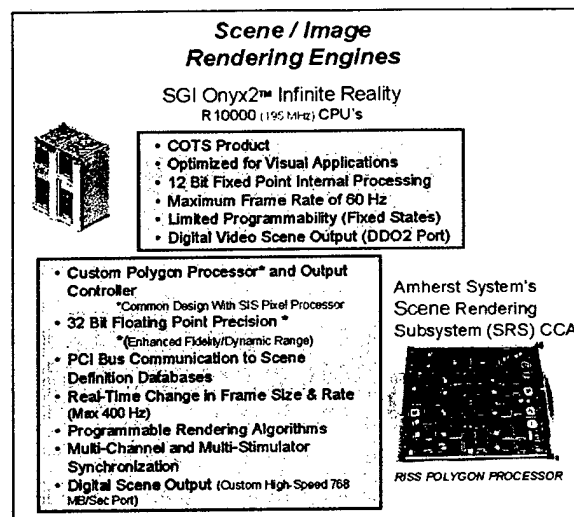 Scene / Image
Rendering Engines
SGI Onyx2™ Infinite Reality
R10000 (195 MHz) CPU's
• COTS Product
• Optimized for Visual Applications
• 12 Bit Fixed Point Internal Processing
• Maximum Frame Rate of 60 Hz
• Limited Programmability (Fixed States)
• Digital Video Scene Output (DDO2 Port)
• Custom Polygon Processor* and Output
Controller
*Common Design With SIS Pixel Processor
• 32 Bit Floating Point Precision *
*(Enhanced Fidelity/Dynamic Range)
• PCI Bus Communication to Scene
Definition Databases
• Real-Time Change in Frame Size & Rate
(Max 400 Hz)
• Programmable Rendering Algorithms
• Multi-Channel and Multi-Stimulator
Synchronization
• Digital Scene Output (Custom High-Speed 768
MB/Sec Port)
Amherst System's
Scene Rendering
Subsystem (SRS) CCA
RISS POLYGON PROCESSOR